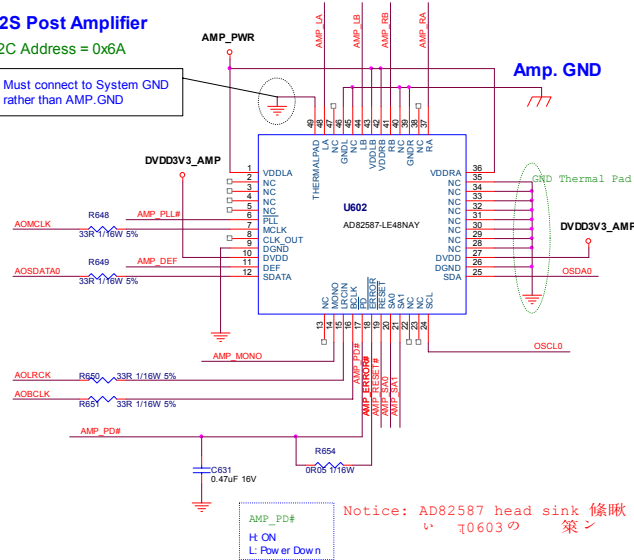 2S Post Amplifier
2C Address = 0x6A
Must connect to System GND
rather than AMP.GND
AMP_PWR
AMP_LA
AMP_LB
AMP_RB
AMP_RA
Amp. GND
49 48 47 46 45 44 43 42 41 40 39 38 37
THERMALPAD LA NC GNDL NC LB VDDLB VDDRB RB NC GNDR NC RA
DVDD3V3_AMP
1 VDDLA
2 NC
3 NC
4 NC
5 NC
6 PLL
7 MCLK
8 CLK_OUT
9 DGND
10 DVDD
11 DEF
12 SDATA
U602
AD82587-LE48NAY
VDDRA 36
NC 35
NC 34
NC 33
NC 32
NC 31
NC 30
NC 29
NC 28
DVDD 27
DGND 26
SDA 25
GND Thermal Pad
DVDD3V3_AMP
OSDA0
AMP_PLL#
R648
AOMCLK
33R 1/16W 5%
R649
AMP_DEF
AOSDATA0
33R 1/16W 5%
NC MONO LRCIN BCLK PD ERROR RESET SA0 SA1 NC NC SCL
13 14 15 16 17 18 19 20 21 22 23 24
AMP_MONO
OSCL0
AMP_PD#
AMP_ERROR#
AMP_RESET#
AMP_SA0
AMP_SA1
AOLRCK
R650 33R 1/16W 5%
AOBCLK
R651 33R 1/16W 5%
AMP_PD#
R654
0R05 1/16W
C631
0.47uF 16V
AMP_PD#
H: ON
L: Power Down
Notice: AD82587 head sink
0603の